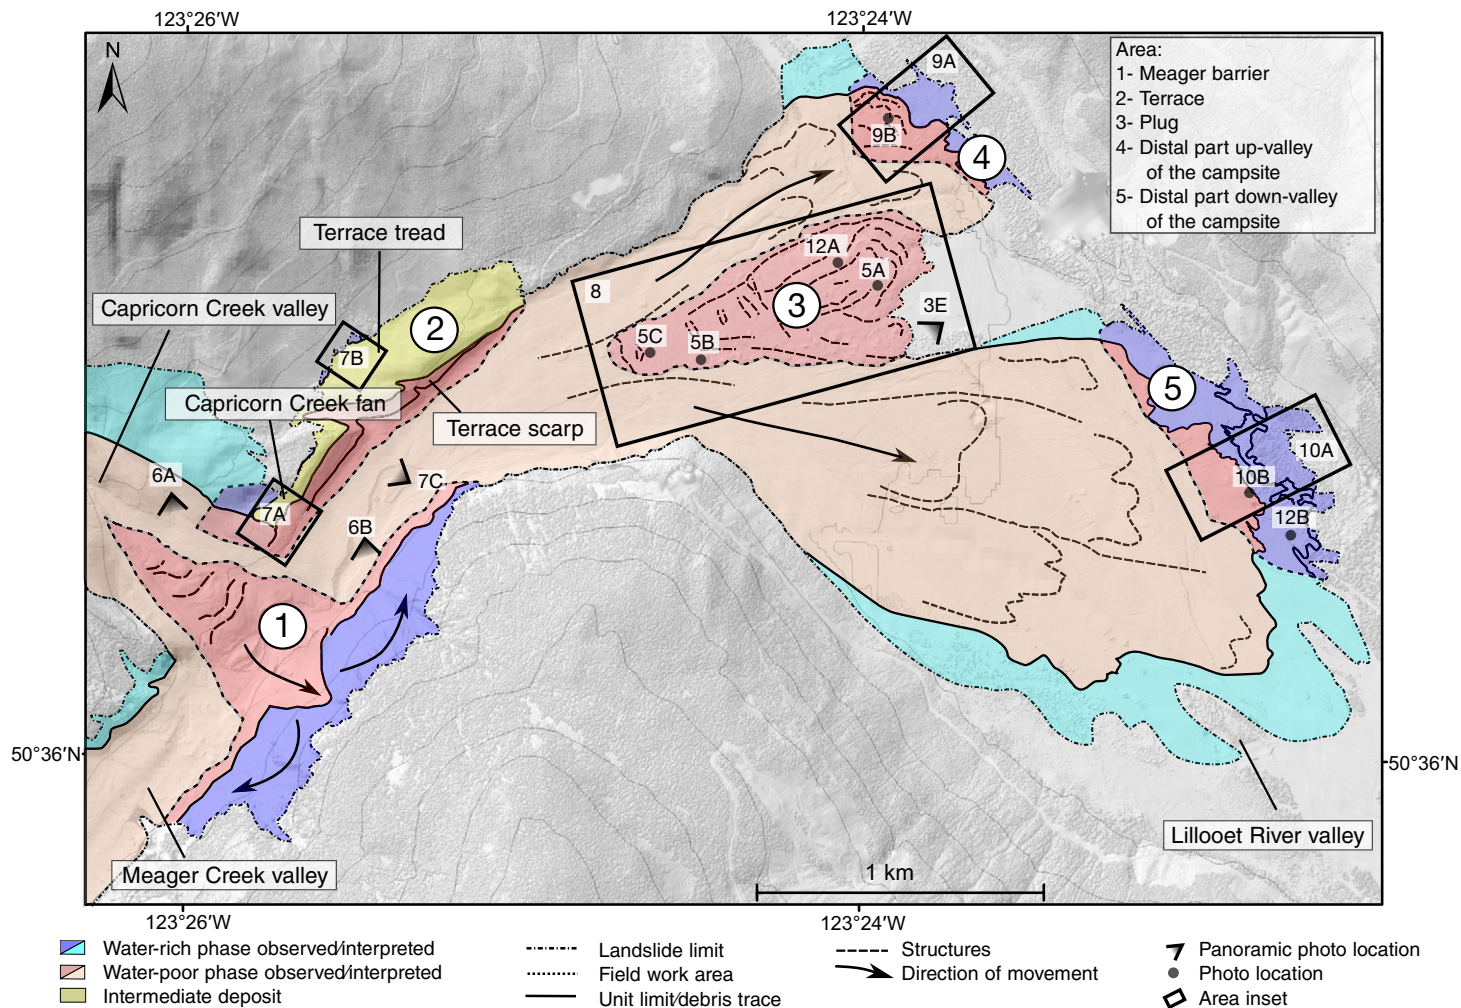 123°26′W
123°24′W
N
9A
Area:
1- Meager barrier
2- Terrace
3- Plug
4- Distal part up-valley
of the campsite
5- Distal part down-valley
of the campsite
9B
4
Terrace tread
12A
5A
8
3
3E
Capricorn Creek valley
2
7B
5C
5B
5
Capricorn Creek fan
Terrace scarp
10A
6A
7C
10B
7A
6B
12B
1
50°36′N
50°36′N
Lillooet River valley
Meager Creek valley
1 km
123°26′W
123°24′W
Water-rich phase observed/interpreted
Water-poor phase observed/interpreted
Intermediate deposit
Landslide limit
Field work area
Unit limit/debris trace
Structures
Direction of movement
Panoramic photo location
Photo location
Area inset